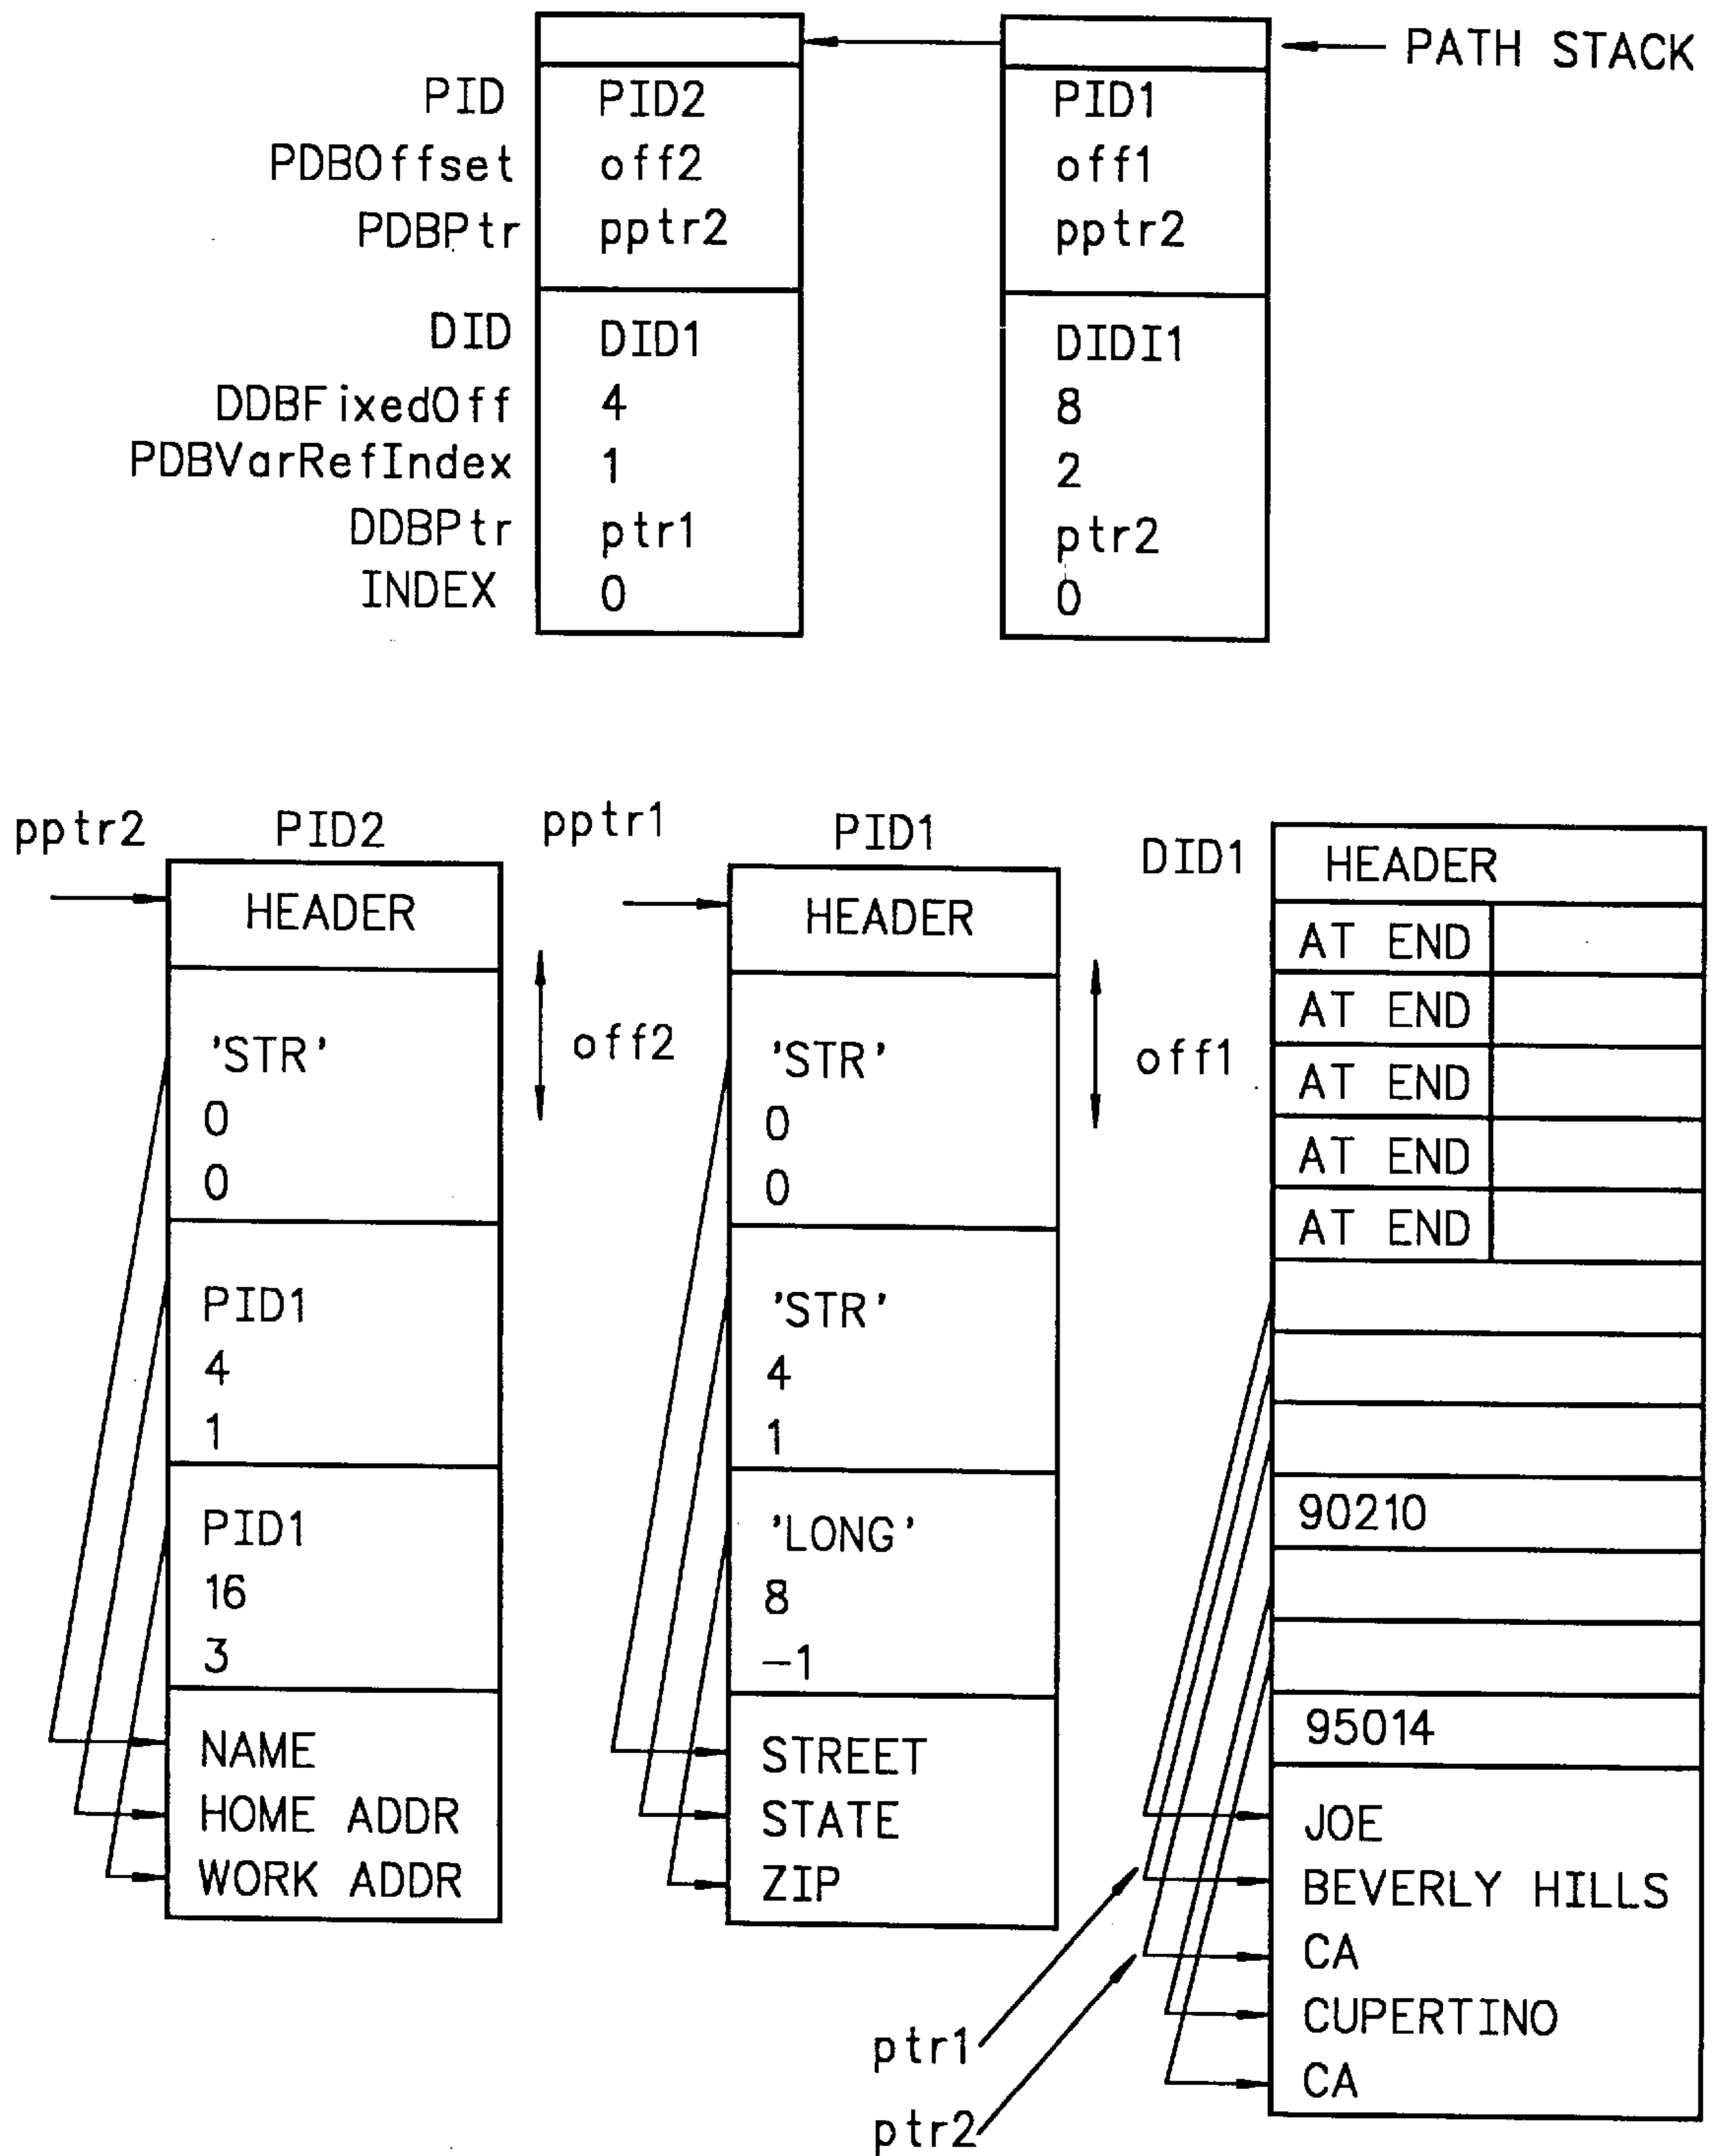 PATH STACK
PID PID2 PID1
PDBOffset off2 off1
PDBPtr pptr2 pptr2
DID DID1 DIDI1
DDBFixedOff 4 8
PDBVarRefIndex 1 2
DDBPtr ptr1 ptr2
INDEX 0 0
pptr2 PID2
HEADER
off2
'STR'
0
0
PID1
4
1
PID1
16
3
NAME
HOME ADDR
WORK ADDR
pptr1 PID1
HEADER
off1
'STR'
0
0
'STR'
4
1
'LONG'
8
-1
STREET
STATE
ZIP
DID1
HEADER
AT END
AT END
AT END
AT END
AT END
90210
95014
JOE
BEVERLY HILLS
CA
CUPERTINO
CA
ptr1
ptr2